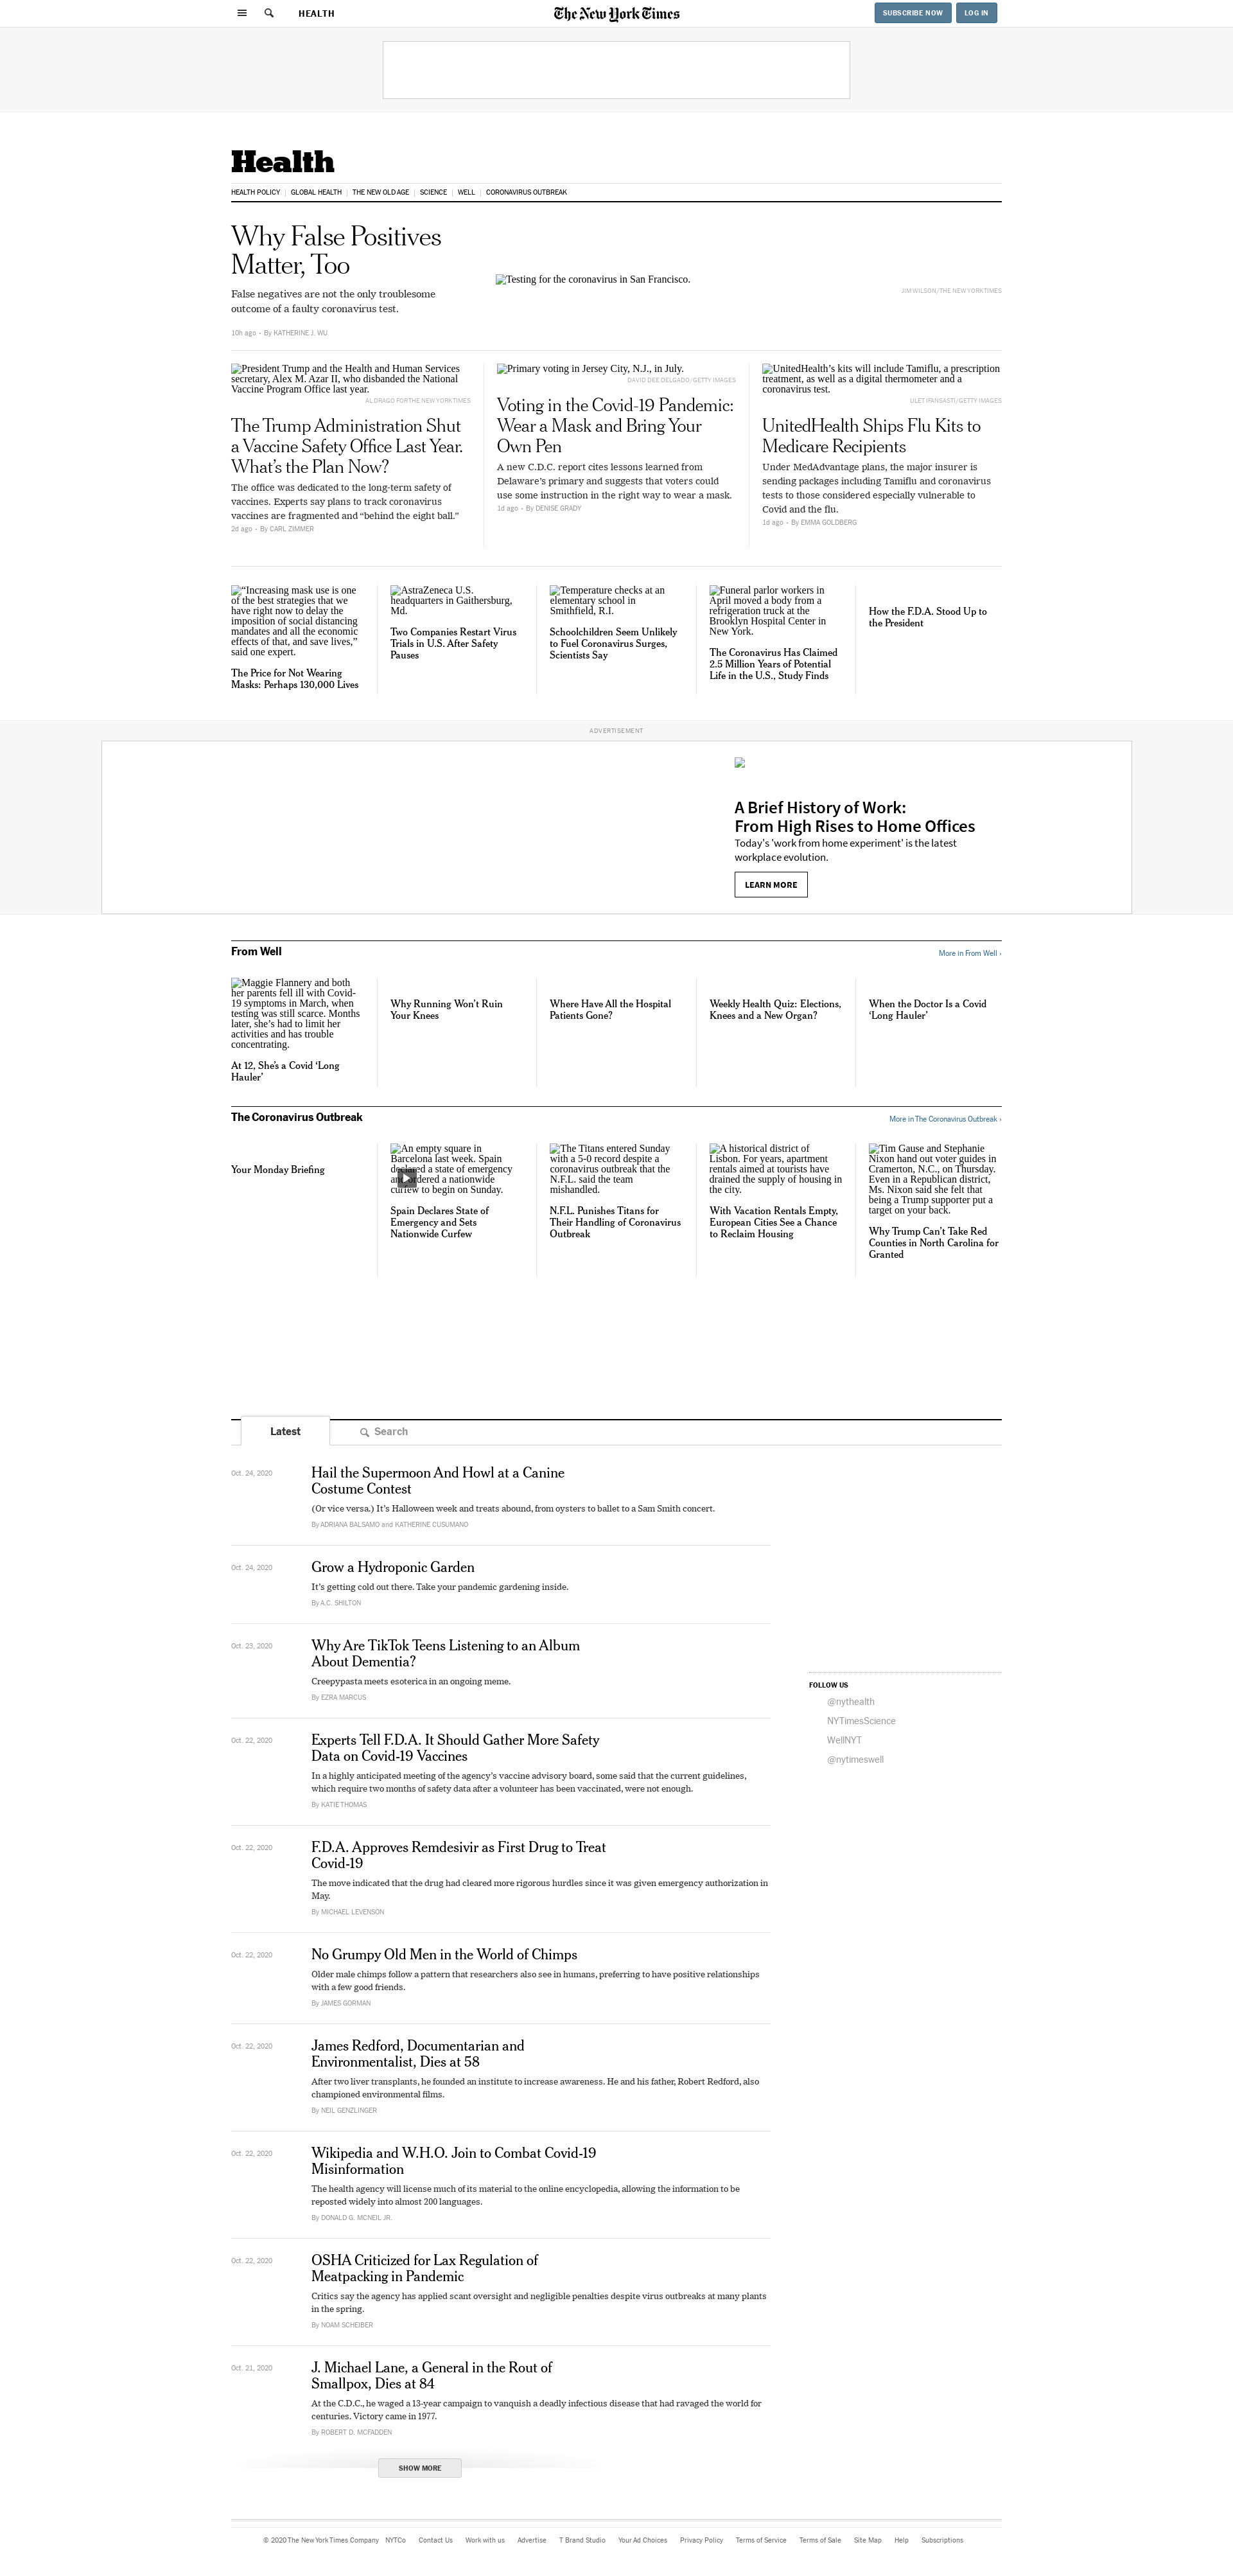 HEALTH
The New York Times
SUBSCRIBE NOW
LOG IN
Health
HEALTH POLICY
GLOBAL HEALTH
THE NEW OLD AGE
SCIENCE
WELL
CORONAVIRUS OUTBREAK
Why False Positives
Matter, Too
False negatives are not the only troublesome
outcome of a faulty coronavirus test.
10h ago • By KATHERINE J. WU
Testing for the coronavirus in San Francisco.
JIM WILSON/THE NEW YORK TIMES
President Trump and the Health and Human Services
secretary, Alex M. Azar II, who disbanded the National
Vaccine Program Office last year.
AL DRAGO FOR THE NEW YORK TIMES
The Trump Administration Shut
a Vaccine Safety Office Last Year.
What’s the Plan Now?
The office was dedicated to the long-term safety of
vaccines. Experts say plans to track coronavirus
vaccines are fragmented and “behind the eight ball.”
2d ago • By CARL ZIMMER
Primary voting in Jersey City, N.J., in July.
DAVID DEE DELGADO/GETTY IMAGES
Voting in the Covid-19 Pandemic:
Wear a Mask and Bring Your
Own Pen
A new C.D.C. report cites lessons learned from
Delaware’s primary and suggests that voters could
use some instruction in the right way to wear a mask.
1d ago • By DENISE GRADY
UnitedHealth’s kits will include Tamiflu, a prescription
treatment, as well as a digital thermometer and a
coronavirus test.
ULET IFANSASTI/GETTY IMAGES
UnitedHealth Ships Flu Kits to
Medicare Recipients
Under MedAdvantage plans, the major insurer is
sending packages including Tamiflu and coronavirus
tests to those considered especially vulnerable to
Covid and the flu.
1d ago • By EMMA GOLDBERG
“Increasing mask use is one
of the best strategies that we
have right now to delay the
imposition of social distancing
mandates and all the economic
effects of that, and save lives,”
said one expert.
The Price for Not Wearing
Masks: Perhaps 130,000 Lives
AstraZeneca U.S.
headquarters in Gaithersburg,
Md.
Two Companies Restart Virus
Trials in U.S. After Safety
Pauses
Temperature checks at an
elementary school in
Smithfield, R.I.
Schoolchildren Seem Unlikely
to Fuel Coronavirus Surges,
Scientists Say
Funeral parlor workers in
April moved a body from a
refrigeration truck at the
Brooklyn Hospital Center in
New York.
The Coronavirus Has Claimed
2.5 Million Years of Potential
Life in the U.S., Study Finds
How the F.D.A. Stood Up to
the President
ADVERTISEMENT
A Brief History of Work:
From High Rises to Home Offices
Today's 'work from home experiment' is the latest
workplace evolution.
LEARN MORE
From Well
More in From Well ›
Maggie Flannery and both
her parents fell ill with Covid-
19 symptoms in March, when
testing was still scarce. Months
later, she’s had to limit her
activities and has trouble
concentrating.
At 12, She’s a Covid ‘Long
Hauler’
Why Running Won’t Ruin
Your Knees
Where Have All the Hospital
Patients Gone?
Weekly Health Quiz: Elections,
Knees and a New Organ?
When the Doctor Is a Covid
‘Long Hauler’
The Coronavirus Outbreak
More in The Coronavirus Outbreak ›
Your Monday Briefing
An empty square in
Barcelona last week. Spain
declared a state of emergency
and ordered a nationwide
curfew to begin on Sunday.
Spain Declares State of
Emergency and Sets
Nationwide Curfew
The Titans entered Sunday
with a 5-0 record despite a
coronavirus outbreak that the
N.F.L. said the team
mishandled.
N.F.L. Punishes Titans for
Their Handling of Coronavirus
Outbreak
A historical district of
Lisbon. For years, apartment
rentals aimed at tourists have
drained the supply of housing in
the city.
With Vacation Rentals Empty,
European Cities See a Chance
to Reclaim Housing
Tim Gause and Stephanie
Nixon hand out voter guides in
Cramerton, N.C., on Thursday.
Even in a Republican district,
Ms. Nixon said she felt that
being a Trump supporter put a
target on your back.
Why Trump Can’t Take Red
Counties in North Carolina for
Granted
Latest
Search
Oct. 24, 2020
Hail the Supermoon And Howl at a Canine
Costume Contest
(Or vice versa.) It’s Halloween week and treats abound, from oysters to ballet to a Sam Smith concert.
By ADRIANA BALSAMO and KATHERINE CUSUMANO
Oct. 24, 2020
Grow a Hydroponic Garden
It’s getting cold out there. Take your pandemic gardening inside.
By A.C. SHILTON
Oct. 23, 2020
Why Are TikTok Teens Listening to an Album
About Dementia?
Creepypasta meets esoterica in an ongoing meme.
By EZRA MARCUS
FOLLOW US
@nythealth
NYTimesScience
WellNYT
@nytimeswell
Oct. 22, 2020
Experts Tell F.D.A. It Should Gather More Safety
Data on Covid-19 Vaccines
In a highly anticipated meeting of the agency’s vaccine advisory board, some said that the current guidelines,
which require two months of safety data after a volunteer has been vaccinated, were not enough.
By KATIE THOMAS
Oct. 22, 2020
F.D.A. Approves Remdesivir as First Drug to Treat
Covid-19
The move indicated that the drug had cleared more rigorous hurdles since it was given emergency authorization in
May.
By MICHAEL LEVENSON
Oct. 22, 2020
No Grumpy Old Men in the World of Chimps
Older male chimps follow a pattern that researchers also see in humans, preferring to have positive relationships
with a few good friends.
By JAMES GORMAN
Oct. 22, 2020
James Redford, Documentarian and
Environmentalist, Dies at 58
After two liver transplants, he founded an institute to increase awareness. He and his father, Robert Redford, also
championed environmental films.
By NEIL GENZLINGER
Oct. 22, 2020
Wikipedia and W.H.O. Join to Combat Covid-19
Misinformation
The health agency will license much of its material to the online encyclopedia, allowing the information to be
reposted widely into almost 200 languages.
By DONALD G. MCNEIL JR.
Oct. 22, 2020
OSHA Criticized for Lax Regulation of
Meatpacking in Pandemic
Critics say the agency has applied scant oversight and negligible penalties despite virus outbreaks at many plants
in the spring.
By NOAM SCHEIBER
Oct. 21, 2020
J. Michael Lane, a General in the Rout of
Smallpox, Dies at 84
At the C.D.C., he waged a 13-year campaign to vanquish a deadly infectious disease that had ravaged the world for
centuries. Victory came in 1977.
By ROBERT D. MCFADDEN
SHOW MORE
© 2020 The New York Times Company NYTCo Contact Us Work with us Advertise T Brand Studio Your Ad Choices Privacy Policy Terms of Service Terms of Sale Site Map Help Subscriptions